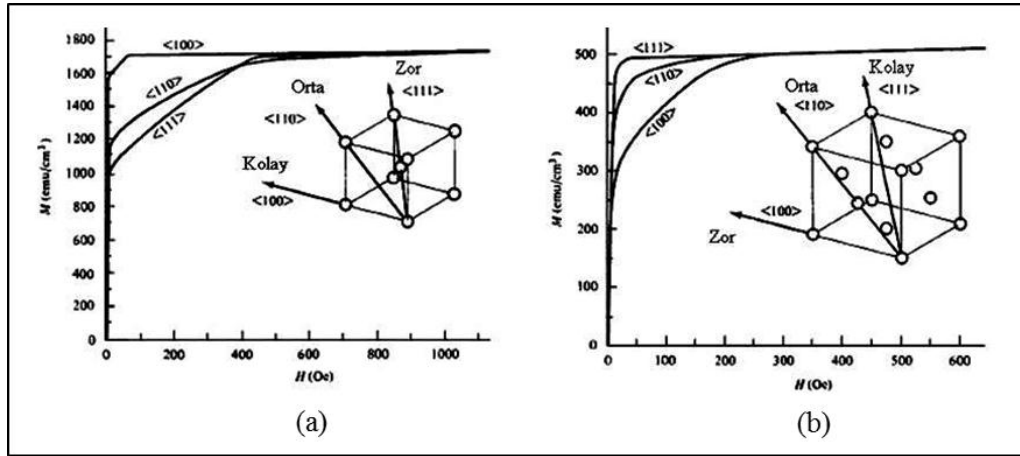 1800
1600
1400
1200
1000
800
600
400
200
0
M (emu/cm³)
<100>
<110>
<111>
Zor
<111>
Orta
<110>
Kolay
<100>
0 200 400 600 800 1000
H (Oe)
(a)
500
400
300
200
100
0
M (emu/cm³)
<111>
<110>
<100>
Kolay
<111>
Orta
<110>
<100>
Zor
0 100 200 300 400 500 600
H (Oe)
(b)